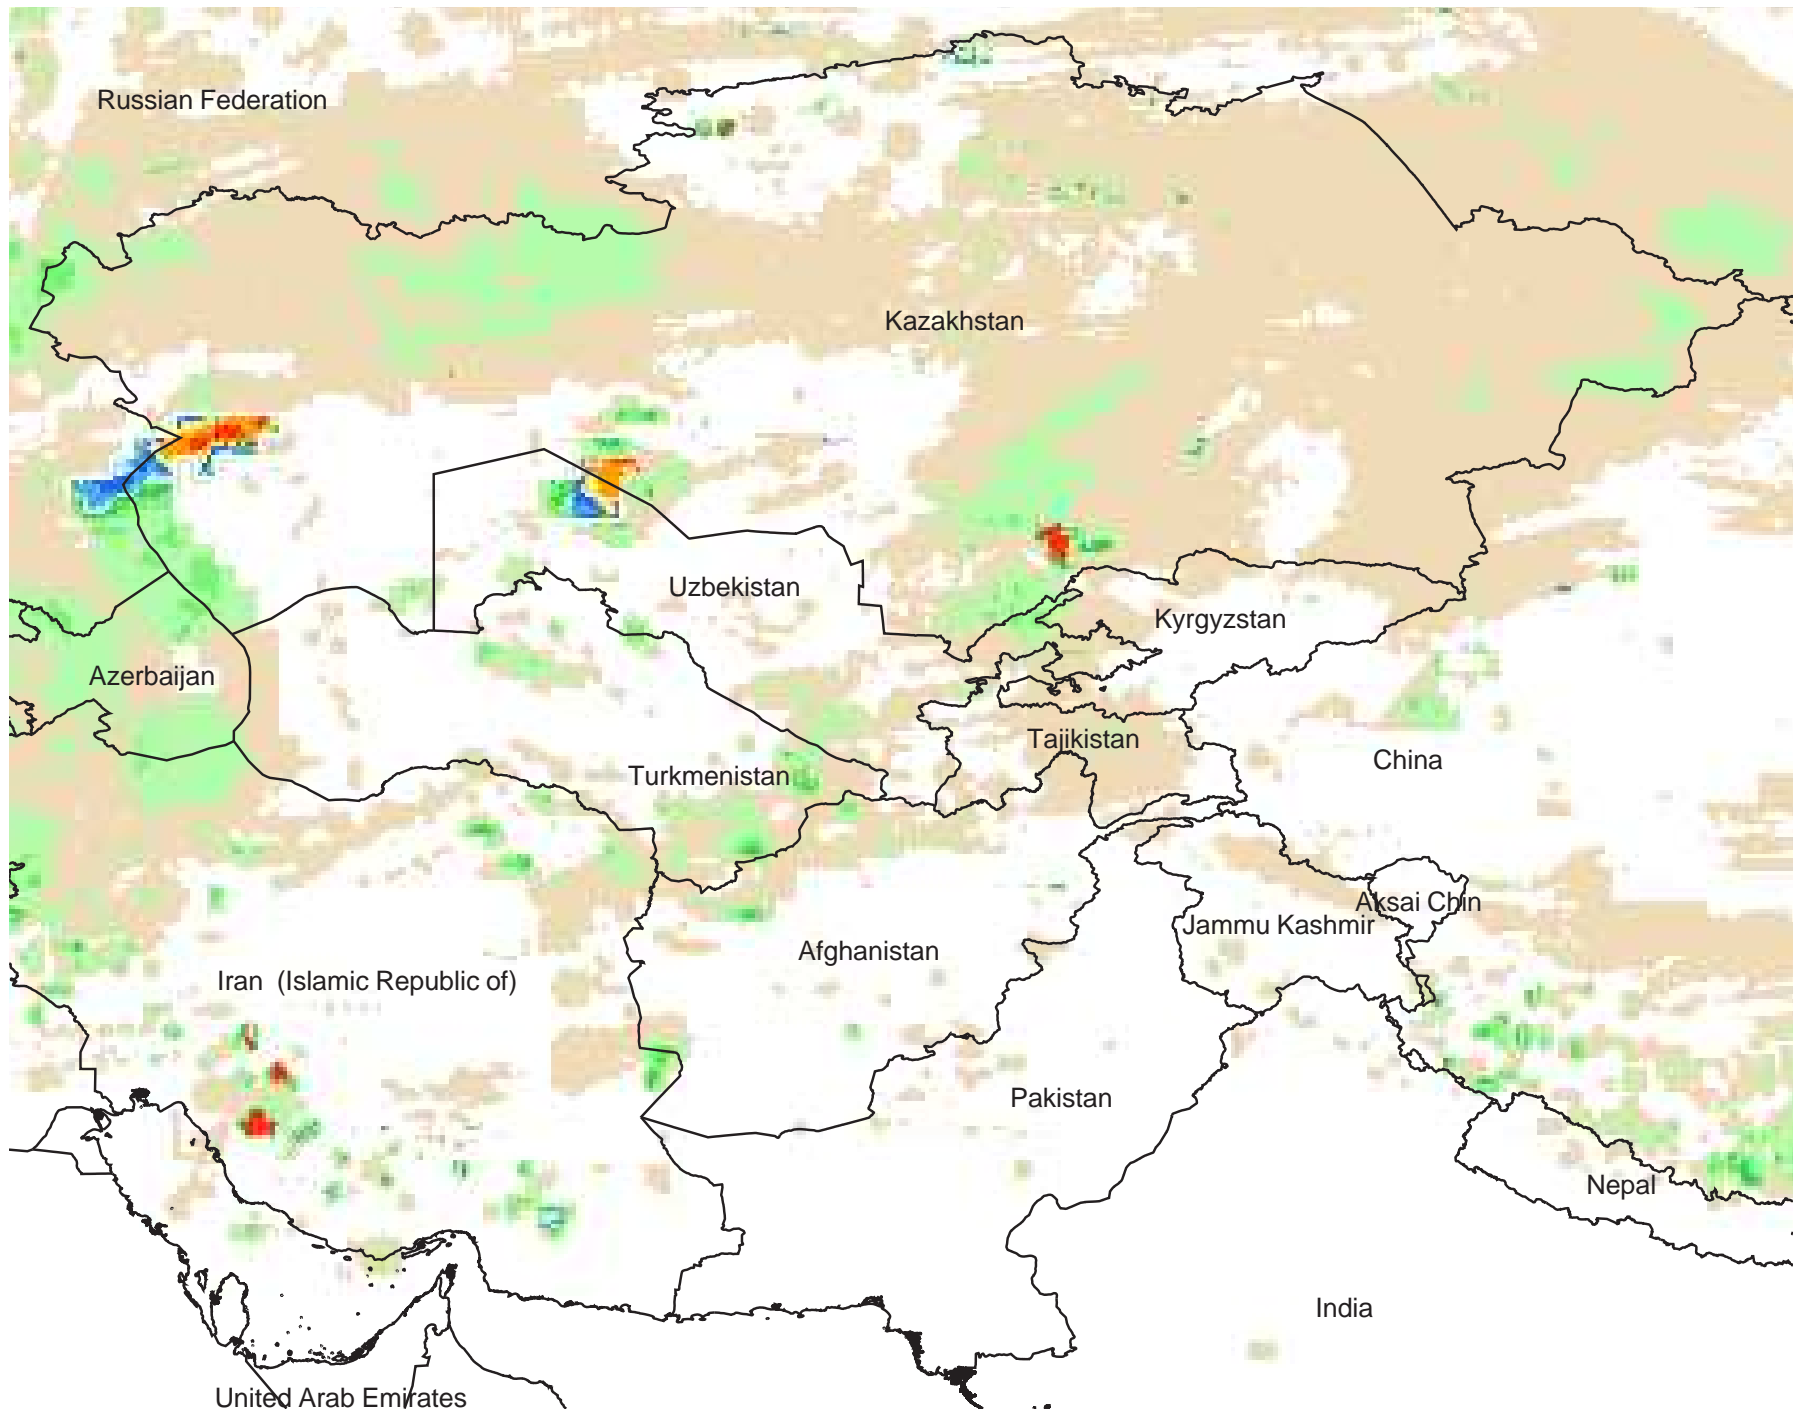 Russian Federation
Kazakhstan
Uzbekistan
Kyrgyzstan
Azerbaijan
Tajikistan
China
Turkmenistan
Aksai Chin
Jammu Kashmir
Afghanistan
Iran (Islamic Republic of)
Pakistan
Nepal
India
United Arab Emirates